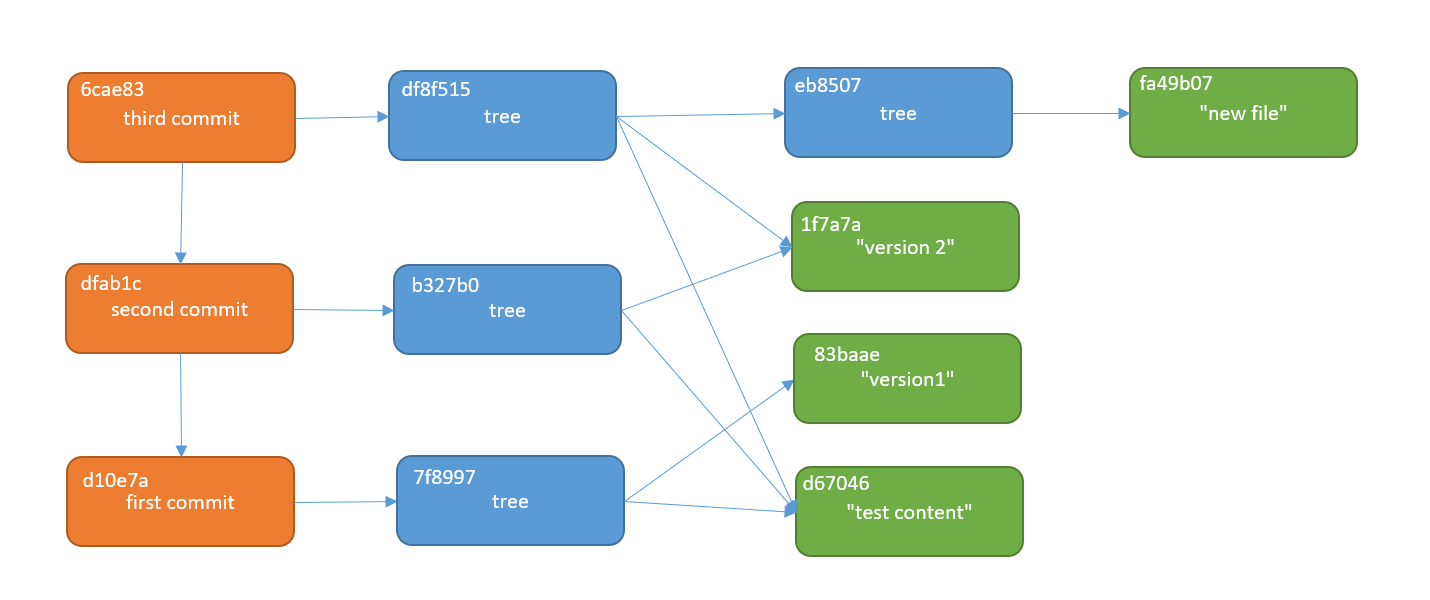 6cae83
third commit
df8f515
tree
eb8507
tree
fa49b07
"new file"
1f7a7a
"version 2"
dfab1c
second commit
b327b0
tree
83baae
"version1"
d10e7a
first commit
7f8997
tree
d67046
"test content"